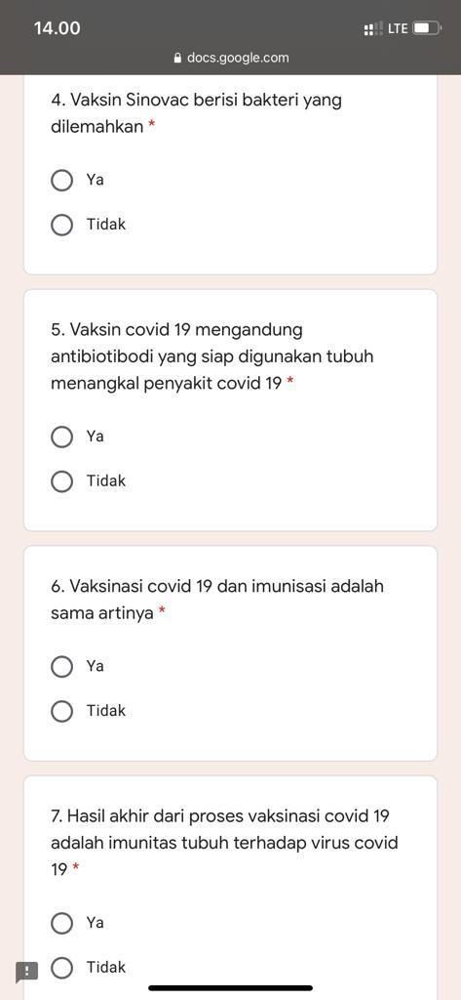 14.00
LTE
docs.google.com
4. Vaksin Sinovac berisi bakteri yang
dilemahkan *
Ya
Tidak
5. Vaksin covid 19 mengandung
antibiotibodi yang siap digunakan tubuh
menangkal penyakit covid 19 *
Ya
Tidak
6. Vaksinasi covid 19 dan imunisasi adalah
sama artinya *
Ya
Tidak
7. Hasil akhir dari proses vaksinasi covid 19
adalah imunitas tubuh terhadap virus covid
19 *
Ya
Tidak